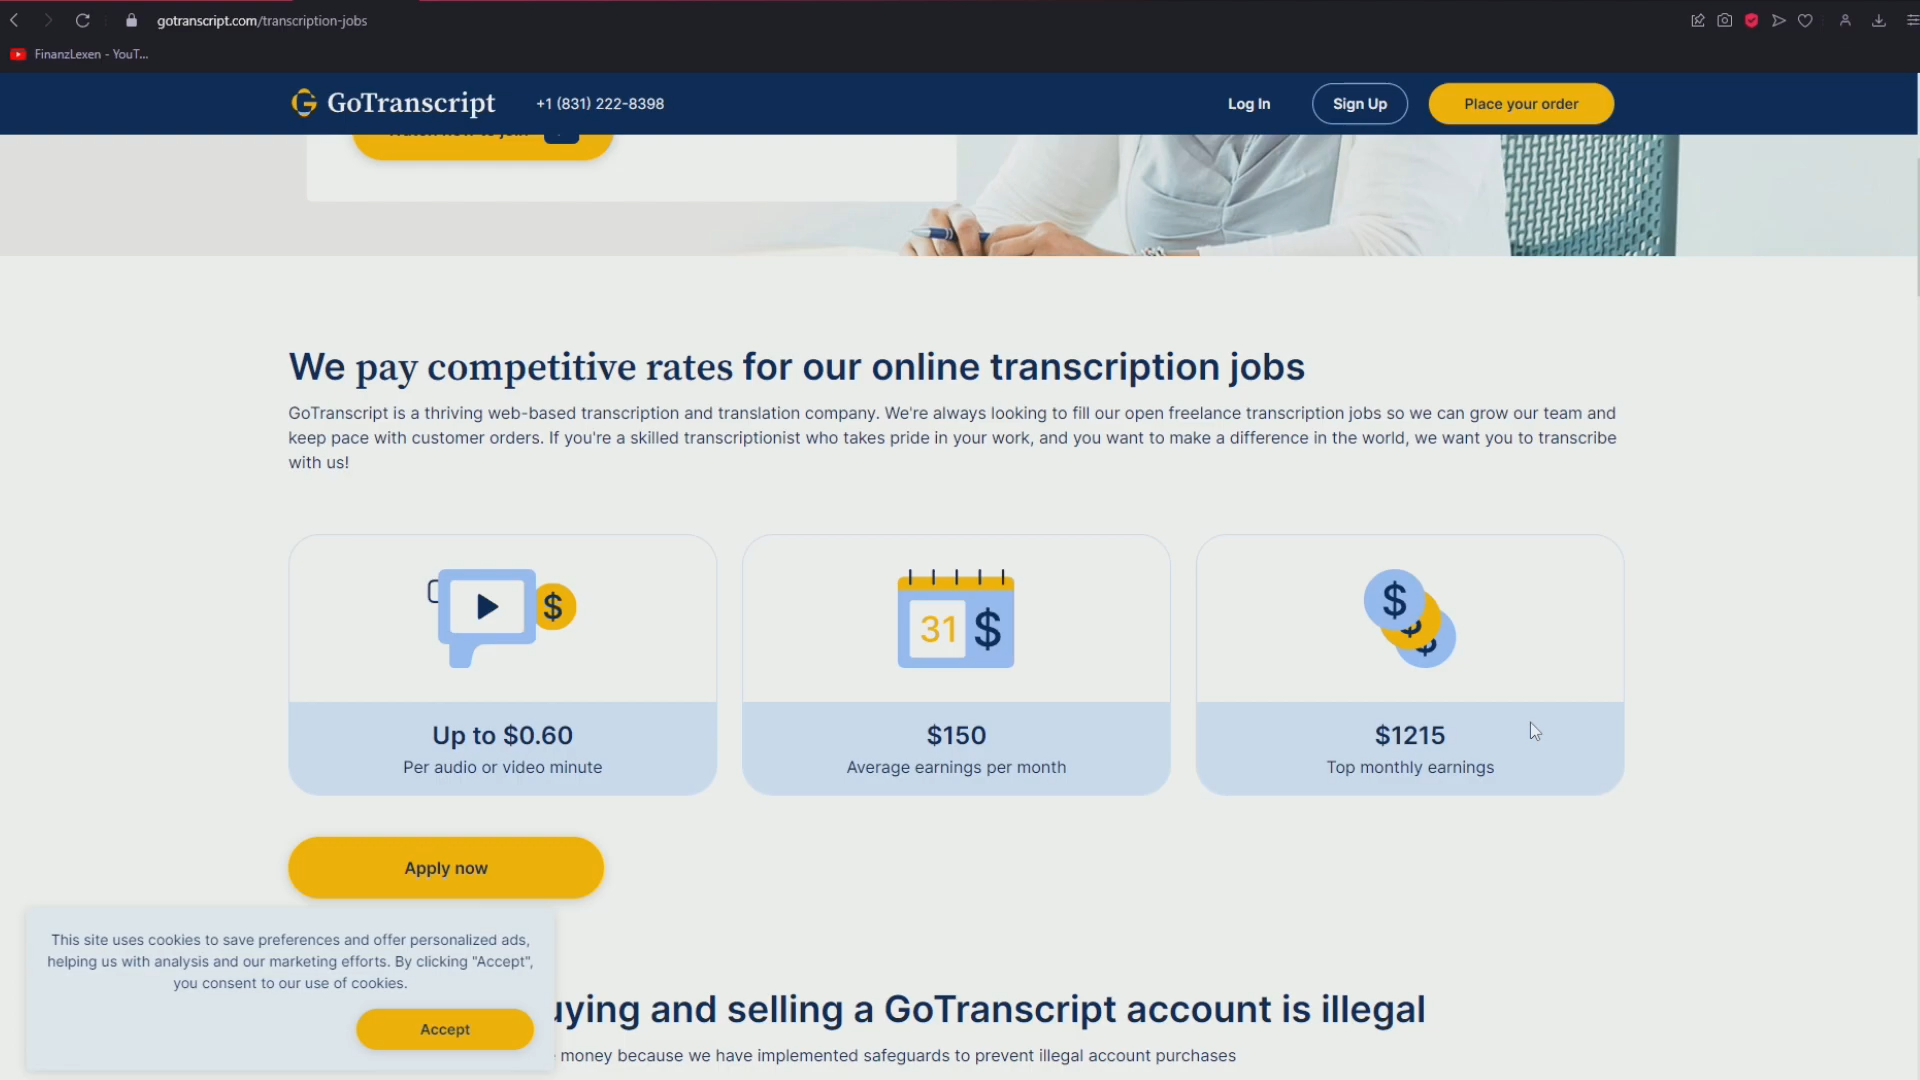 gotranscript.com/transcription-jobs
FinanzLexen - YouT...
GoTranscript
+1 (831) 222-8398
Log In
Sign Up
Place your order
We pay competitive rates for our online transcription jobs
GoTranscript is a thriving web-based transcription and translation company. We're always looking to fill our open freelance transcription jobs so we can grow our team and
keep pace with customer orders. If you're a skilled transcriptionist who takes pride in your work, and you want to make a difference in the world, we want you to transcribe
with us!
$
31 $
$ $ $
Up to $0.60
Per audio or video minute
$150
Average earnings per month
$1215
Top monthly earnings
Apply now
This site uses cookies to save preferences and offer personalized ads,
helping us with analysis and our marketing efforts. By clicking "Accept",
you consent to our use of cookies.
Accept
uying and selling a GoTranscript account is illegal
money because we have implemented safeguards to prevent illegal account purchases